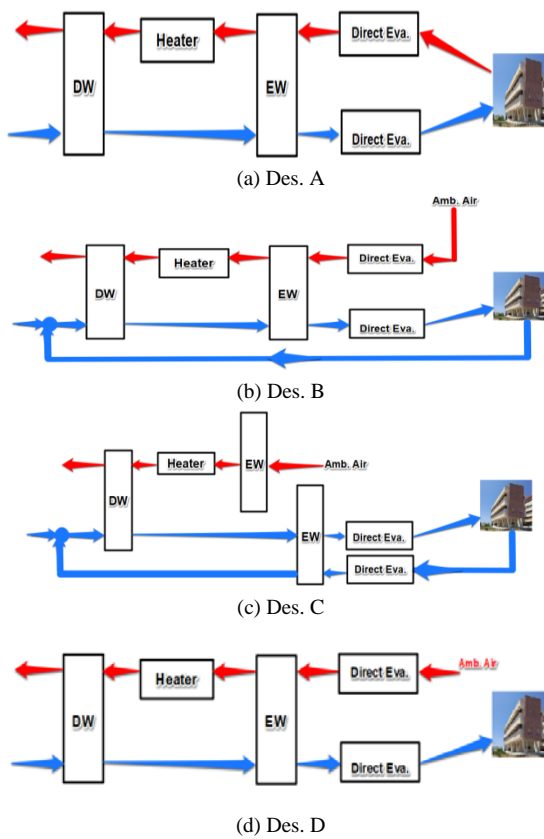 Direct Eva.
Heater
DW
EW
Direct Eva.
(a) Des. A
Amb. Air
Direct Eva.
Heater
EW
DW
Direct Eva.
(b) Des. B
EW
Heater
Amb. Air
DW
EW
Direct Eva.
Direct Eva.
(c) Des. C
Amb. Air
Direct Eva.
Heater
DW
EW
Direct Eva.
(d) Des. D